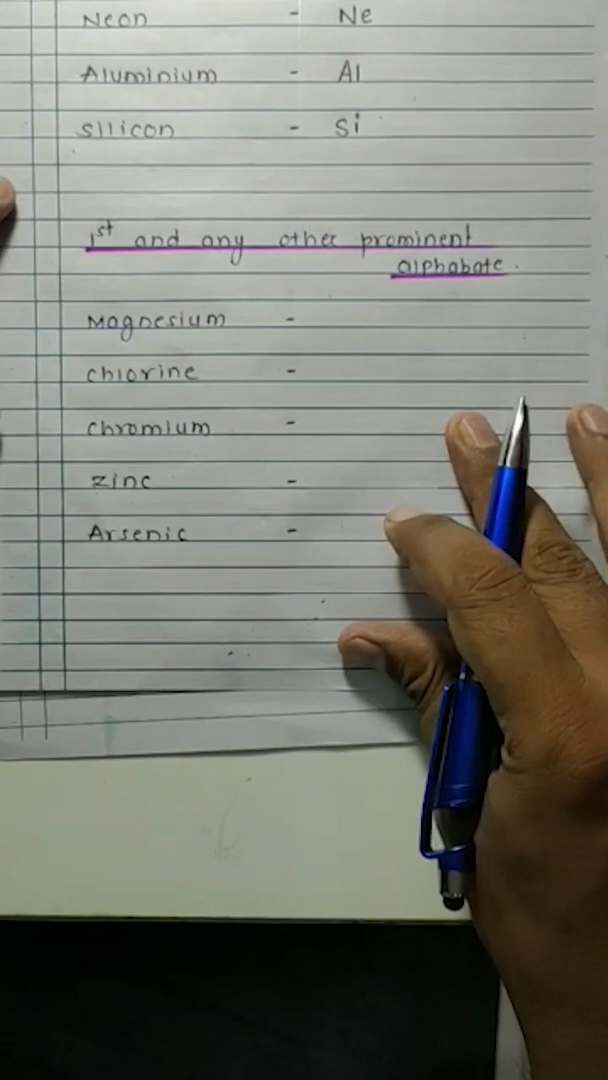 Neon - Ne
Aluminium - Al
Silicon - Si
1st and any other prominent
alphabate.
Magnesium -
Chlorine -
Chromium -
Zinc -
Arsenic -